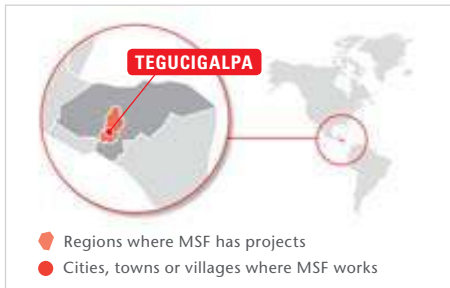 TEGUCIGALPA
Regions where MSF has projects
Cities, towns or villages where MSF works